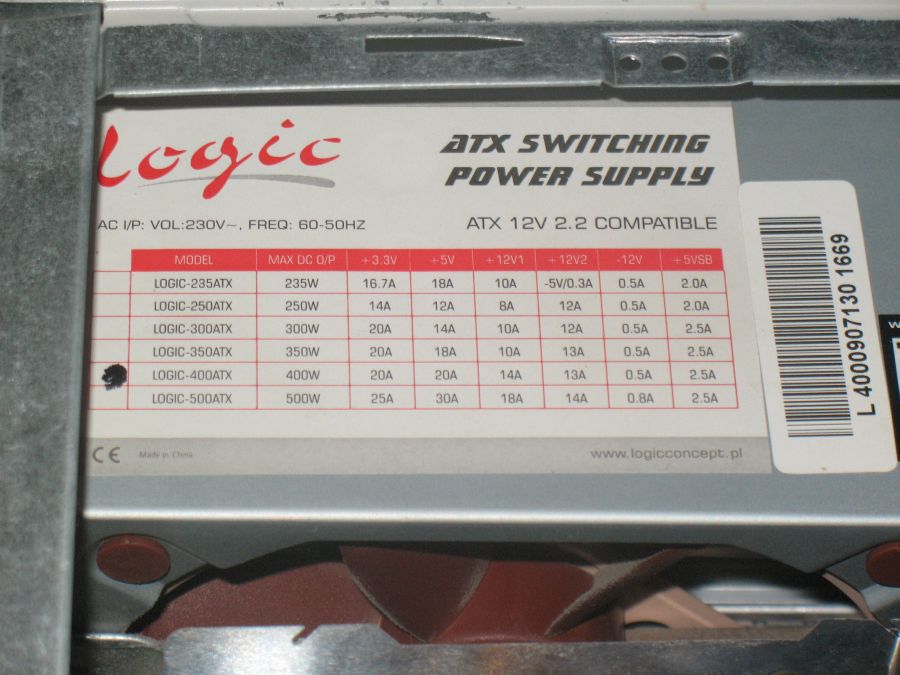 Logic
ATX SWITCHING
POWER SUPPLY
AC I/P: VOL:230V~, FREQ: 60-50HZ
ATX 12V 2.2 COMPATIBLE
MODEL MAX DC O/P +3.3V +5V +12V1 +12V2 -12V +5VSB
LOGIC-235ATX 235W 16.7A 18A 10A -5V/0.3A 0.5A 2.0A
LOGIC-250ATX 250W 14A 12A 8A 12A 0.5A 2.0A
LOGIC-300ATX 300W 20A 14A 10A 12A 0.5A 2.5A
LOGIC-350ATX 350W 20A 18A 10A 13A 0.5A 2.5A
LOGIC-400ATX 400W 20A 20A 14A 13A 0.5A 2.5A
LOGIC-500ATX 500W 25A 30A 18A 14A 0.8A 2.5A
CE Made in China
www.logicconcept.pl
L 4000907130 1669